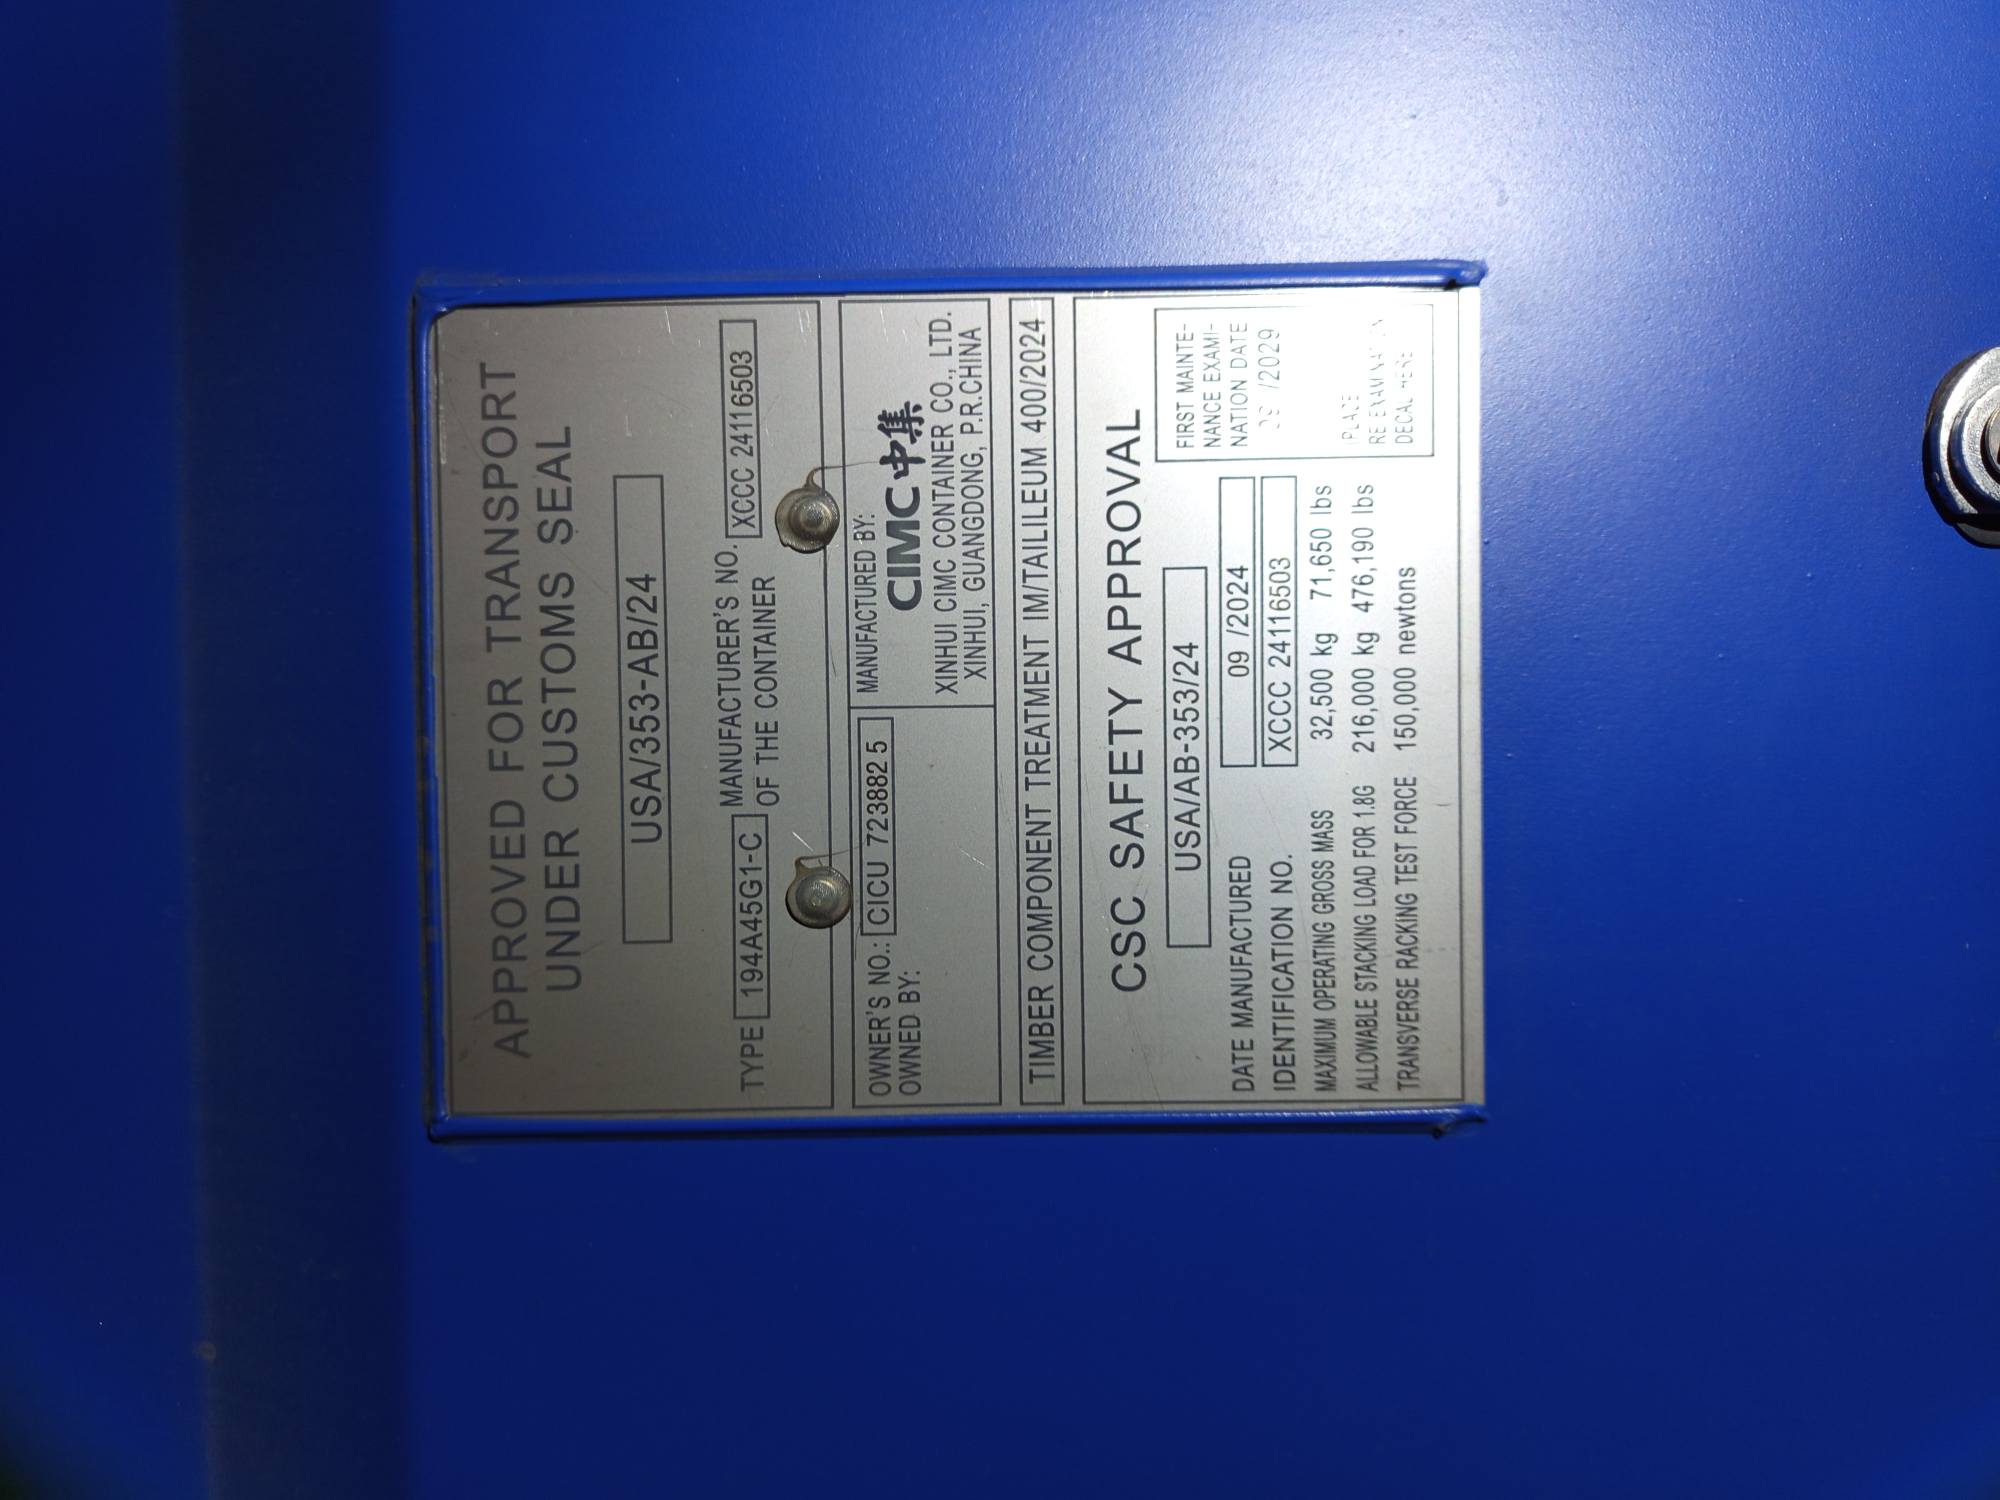 APPROVED FOR TRANSPORT
UNDER CUSTOMS SEAL
USA/353-AB/24
TYPE 194A45G1-C MANUFACTURER'S NO. XCCC 24116503
OF THE CONTAINER
OWNER'S NO.: CICU 723882 5
OWNED BY:
MANUFACTURED BY:
CIMC 中集
XINHUI CIMC CONTAINER CO., LTD.
XINHUI, GUANGDONG, P.R.CHINA
TIMBER COMPONENT TREATMENT IM/TAILILEUM 400/2024
CSC SAFETY APPROVAL
USA/AB-353/24
DATE MANUFACTURED 09 /2024
IDENTIFICATION NO. XCCC 24116503
MAXIMUM OPERATING GROSS MASS 32,500 kg 71,650 lbs
ALLOWABLE STACKING LOAD FOR 1.8G 216,000 kg 476,190 lbs
TRANSVERSE RACKING TEST FORCE 150,000 newtons
FIRST MAINTE-
NANCE EXAMI-
NATION DATE
09 /2029
(PLACE
RE-EXAMINATION
DECAL HERE)